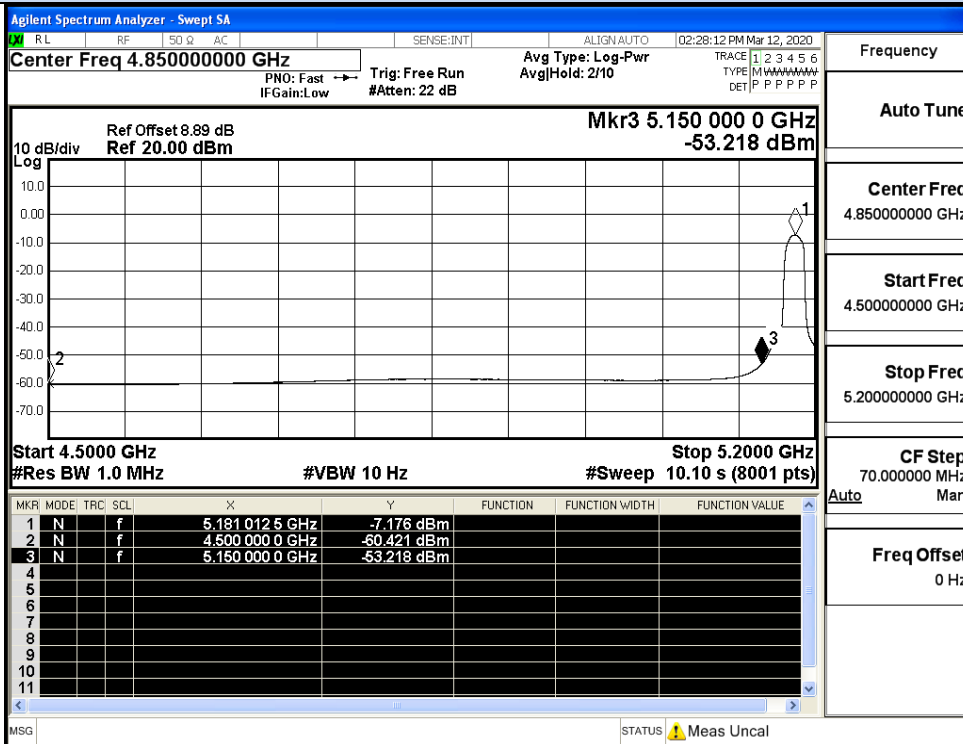 Agilent Spectrum Analyzer - Swept SA
LXI RL RF 50 Ω AC SENSE:INT ALIGN AUTO 02:28:12 PM Mar 12, 2020
Center Freq 4.850000000 GHz
PNO: Fast Trig: Free Run Avg Type: Log-Pwr TRACE 1 2 3 4 5 6
IFGain:Low #Atten: 22 dB Avg|Hold: 2/10 TYPE M W W W W W
DET P P P P P P
Ref Offset 8.89 dB Mkr3 5.150 000 0 GHz
10 dB/div Ref 20.00 dBm -53.218 dBm
Log
10.0
0.00
-10.0
-20.0
-30.0
-40.0
-50.0
-60.0
-70.0
1
2
3
Start 4.5000 GHz Stop 5.2000 GHz
#Res BW 1.0 MHz #VBW 10 Hz #Sweep 10.10 s (8001 pts)
MKR MODE TRC SCL X Y FUNCTION FUNCTION WIDTH FUNCTION VALUE
1 N f 5.181 012 5 GHz -7.176 dBm
2 N f 4.500 000 0 GHz -60.421 dBm
3 N f 5.150 000 0 GHz -53.218 dBm
4
5
6
7
8
9
10
11
MSG STATUS Meas Uncal
Frequency
Auto Tune
Center Freq
4.850000000 GHz
Start Freq
4.500000000 GHz
Stop Freq
5.200000000 GHz
CF Step
70.000000 MHz
Auto Man
Freq Offset
0 Hz